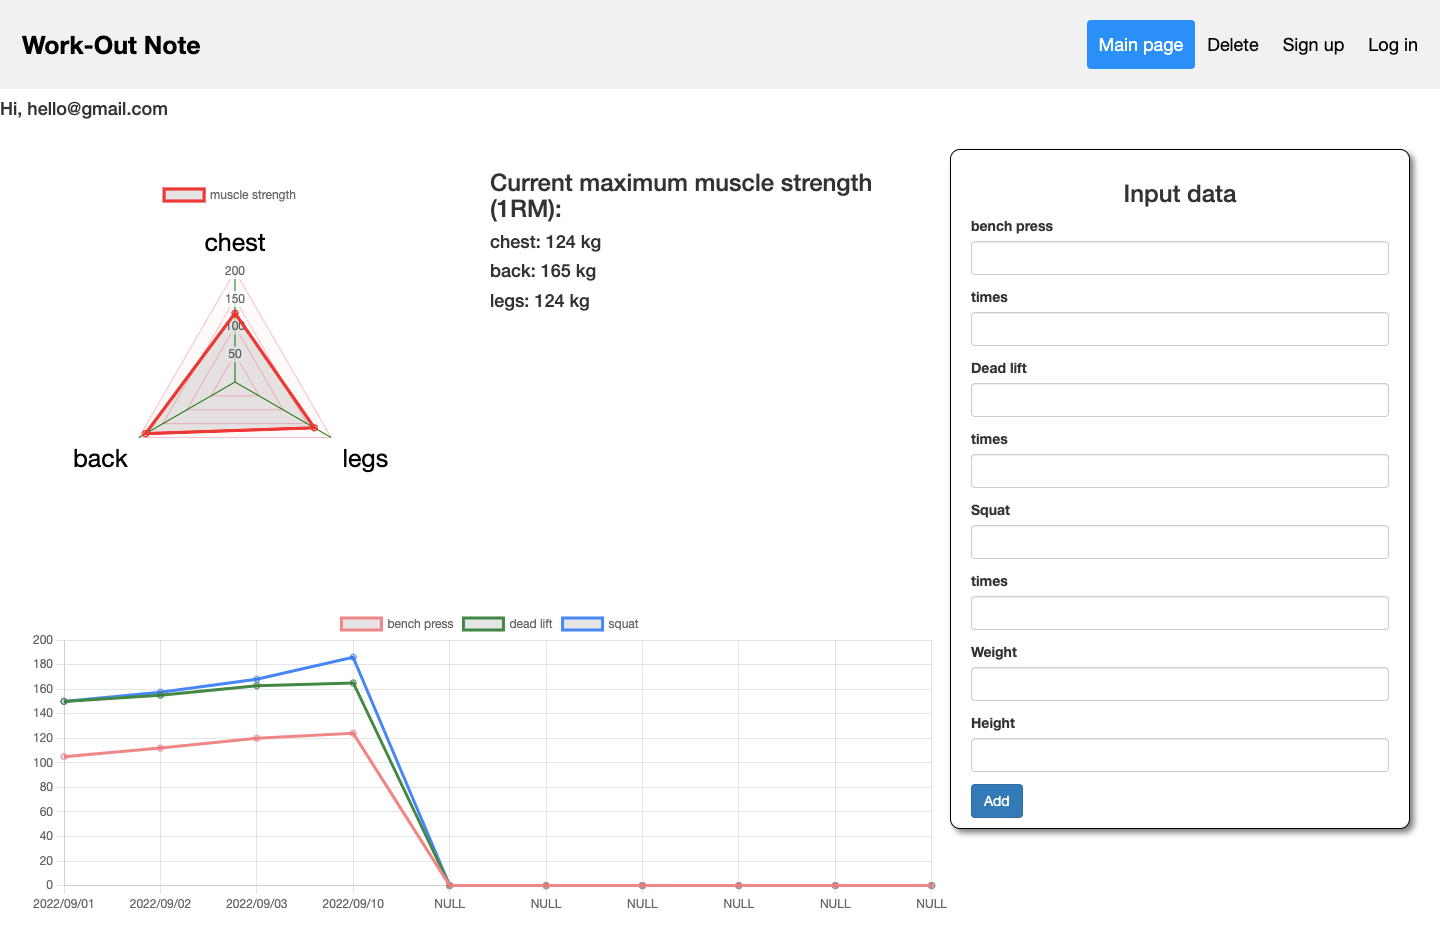 Work-Out Note
Main page Delete Sign up Log in
Hi, hello@gmail.com
muscle strength
chest
200
150
100
50
back
legs
Current maximum muscle strength
(1RM):
chest: 124 kg
back: 165 kg
legs: 124 kg
Input data
bench press
times
Dead lift
times
Squat
times
Weight
Height
Add
bench press dead lift squat
200
180
160
140
120
100
80
60
40
20
0
2022/09/01 2022/09/02 2022/09/03 2022/09/10 NULL NULL NULL NULL NULL NULL